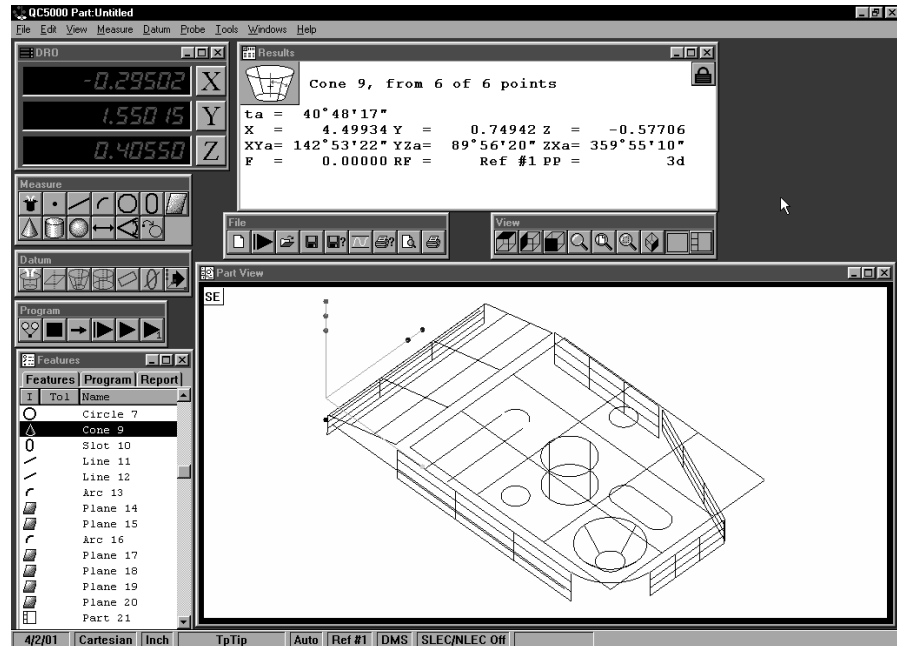 QC5000 Part:Untitled
File Edit View Measure Datum Probe Tools Windows Help
DRO
-0.29502 X
1.55015 Y
0.40550 Z
Results
Cone 9, from 6 of 6 points
ta = 40°48'17"
X = 4.49934 Y = 0.74942 Z = -0.57706
XYa= 142°53'22" YZa= 89°56'20" ZXa= 359°55'10"
F = 0.00000 RF = Ref #1 PP = 3d
Measure
File
View
Datum
Program
Part View
SE
Features
Features Program Report
I Tol Name
Circle 7
Cone 9
Slot 10
Line 11
Line 12
Arc 13
Plane 14
Plane 15
Arc 16
Plane 17
Plane 18
Plane 19
Plane 20
Part 21
4/2/01 Cartesian Inch TpTip Auto Ref #1 DMS SLEC/NLEC Off